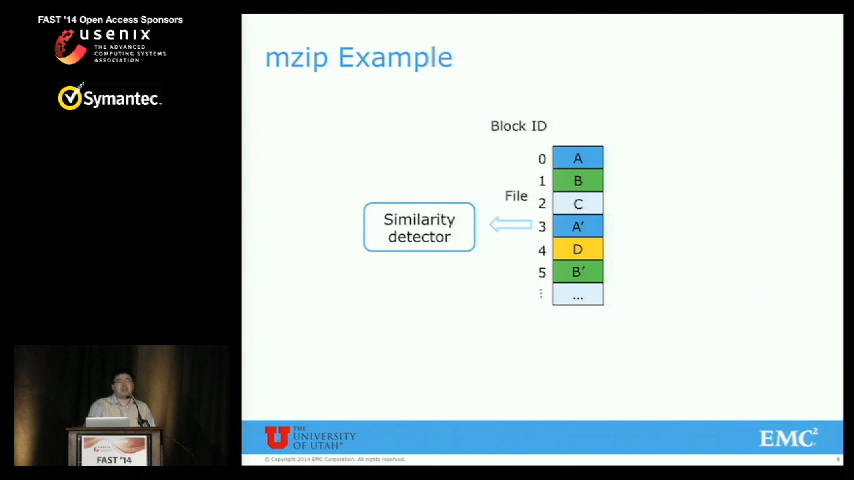 FAST '14 Open Access Sponsors
usenix
THE ADVANCED
COMPUTING SYSTEMS
ASSOCIATION
Symantec.
mzip Example
Block ID
0 A
1 B
File
2 C
Similarity
detector
3 A'
4 D
5 B'
⋮ ...
FAST '14
U THE
UNIVERSITY
OF UTAH
EMC²
© Copyright 2014 EMC Corporation. All rights reserved.